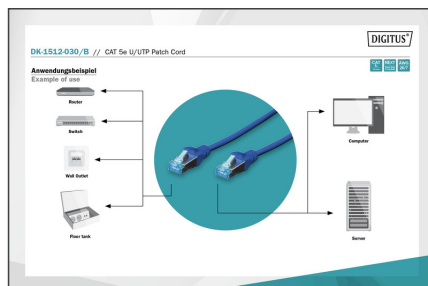 DIGITUS®
DK-1512-030/B // CAT 5e U/UTP Patch Cord
Anwendungsbeispiel
Example of use
Router
Switch
Wall Outlet
Floor tank
Computer
Server